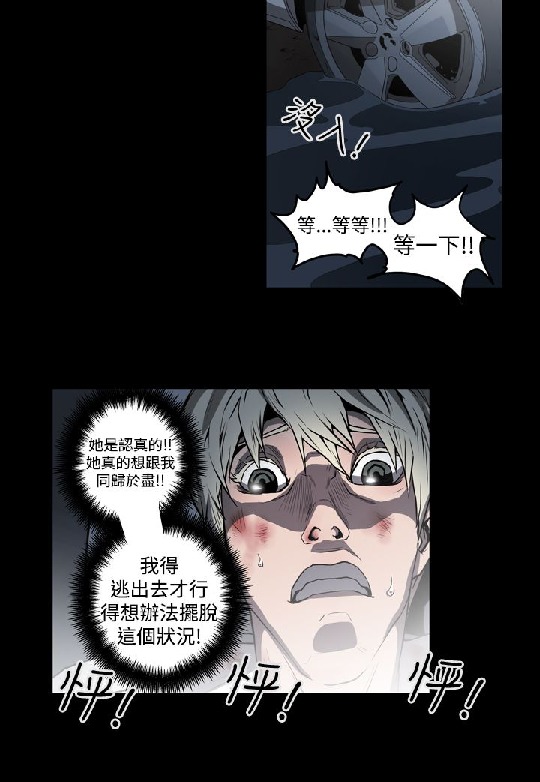 沒入!
等...等等!!!
等一下!!
她是認真的!!
她真的想跟我
同歸於盡!!
我得
逃出去才行
得想辦法擺脫
這個狀況!
怦!
怦!
怦!